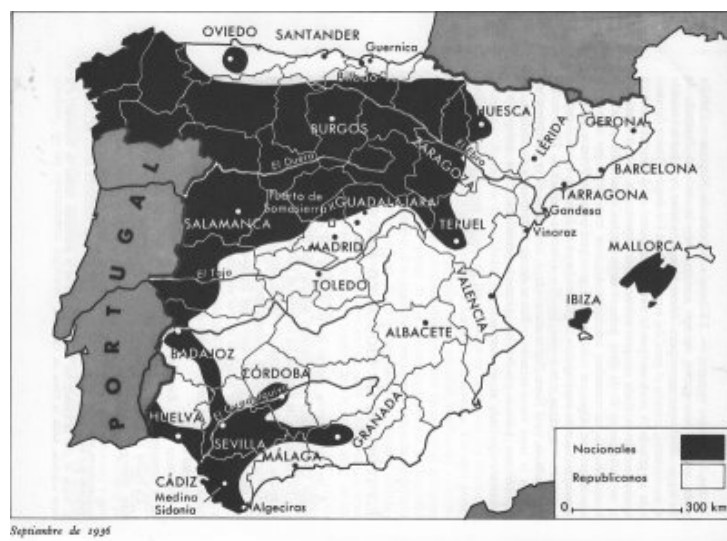 OVIEDO
SANTANDER
Guernica
Bilbao
HUESCA
GERONA
BURGOS
El Ebro
LÉRIDA
ZARAGOZA
BARCELONA
El Duero
TARRAGONA
Puerto de
Somosierra
GUADALAJARA
Gandesa
SALAMANCA
TERUEL
Vinaroz
MADRID
MALLORCA
PORTUGAL
El Tajo
TOLEDO
VALENCIA
IBIZA
ALBACETE
BADAJOZ
CÓRDOBA
El Guadalquivir
HUELVA
SEVILLA
GRANADA
MÁLAGA
CÁDIZ
Medina
Sidonia
Algeciras
Nacionales
Republicanos
0 300 km
Septiembre de 1936